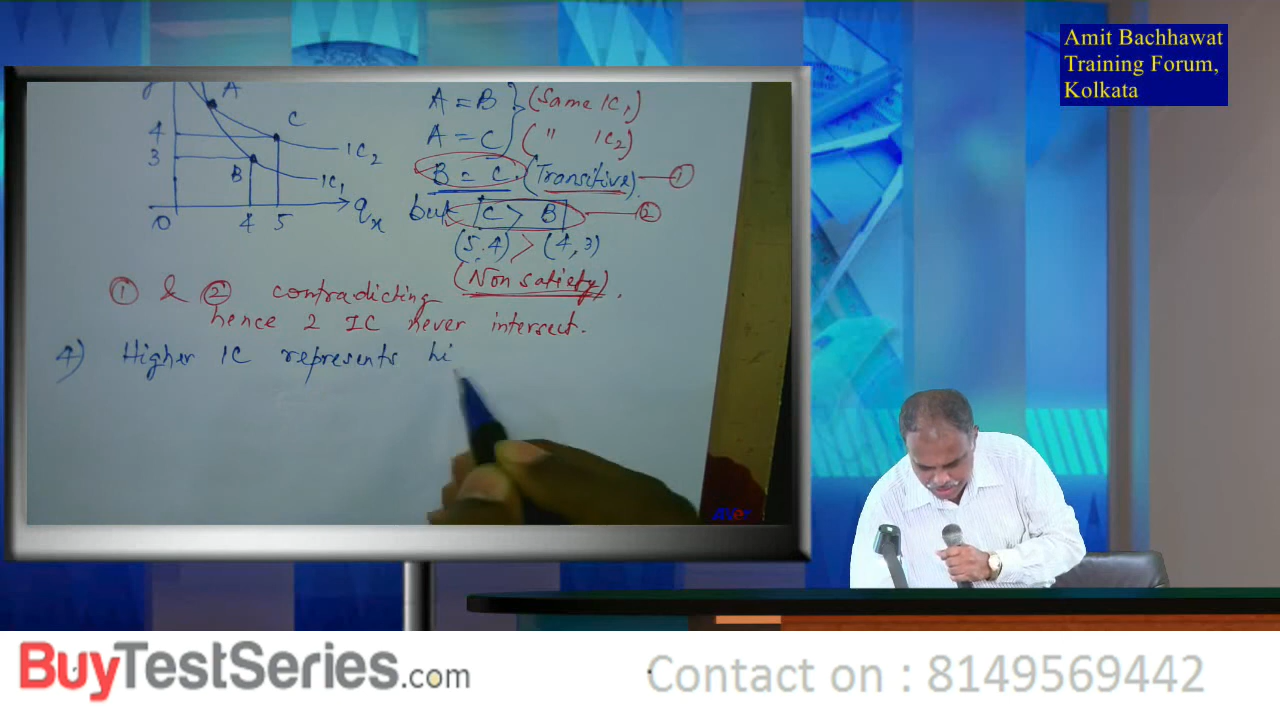 Amit Bachhawat
Training Forum,
Kolkata
A
C
4
3
IC2
B
IC1
0 4 5 qx
A = B } (Same IC1)
A = C (" IC2)
B = C. (Transitive) — ①
but C > B — ②
(5,4) > (4,3)
(Non satiety).
① & ② contradicting
hence 2 IC never intersect.
4) Higher IC represents hi
BuyTestSeries.com
Contact on : 8149569442